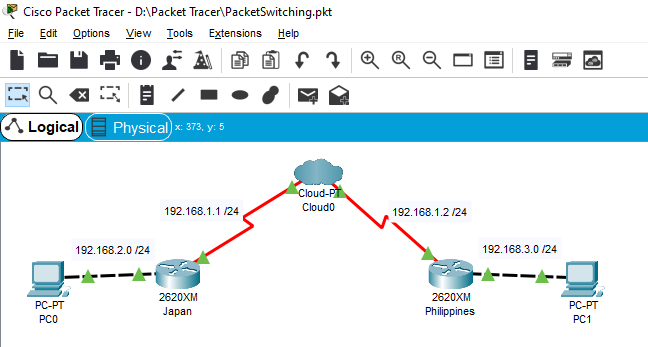 Cisco Packet Tracer - D:\Packet Tracer\PacketSwitching.pkt
File Edit Options View Tools Extensions Help
Logical Physical x: 373, y: 5
Cloud-PT
Cloud0
192.168.1.1 /24
192.168.1.2 /24
192.168.2.0 /24
192.168.3.0 /24
PC-PT
PC0
2620XM
Japan
2620XM
Philippines
PC-PT
PC1